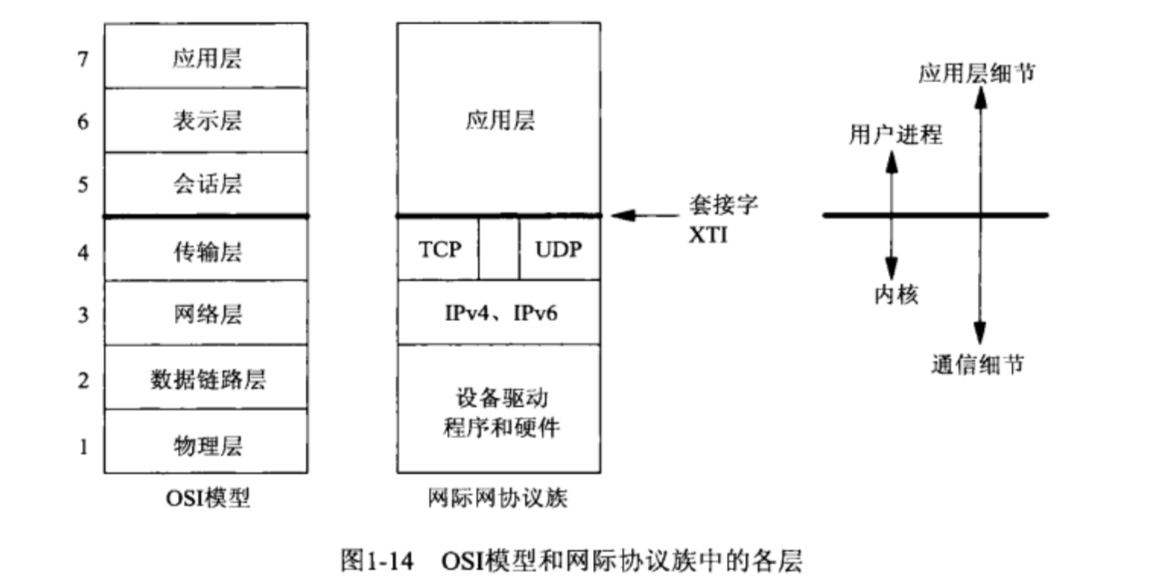 7 应用层
6 表示层
5 会话层
4 传输层
3 网络层
2 数据链路层
1 物理层
OSI模型
应用层
TCP
UDP
IPv4、IPv6
设备驱动
程序和硬件
网际网协议族
套接字
XTI
应用层细节
用户进程
内核
通信细节
图1-14 OSI模型和网际协议族中的各层